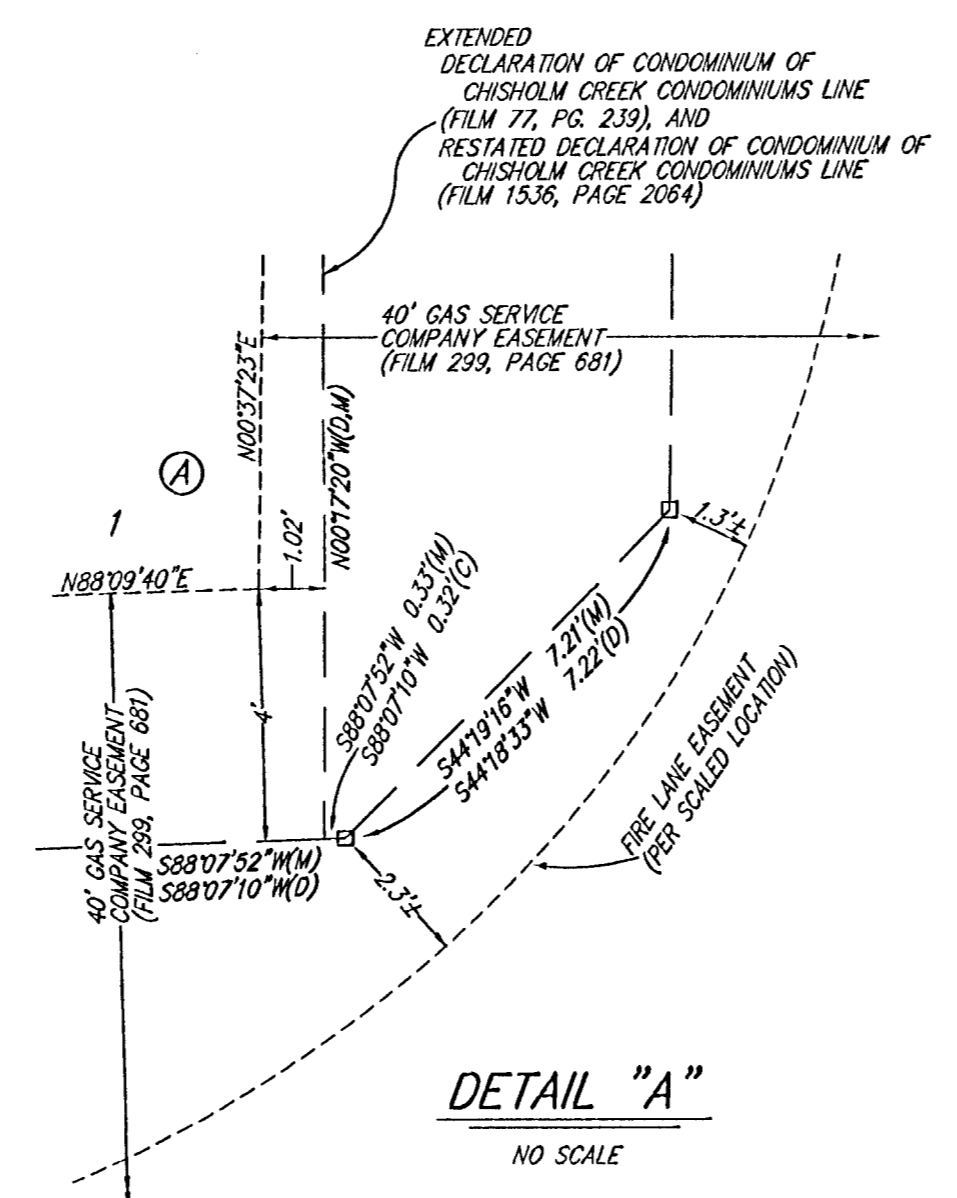 EXTENDED
DECLARATION OF CONDOMINIUM OF
CHISHOLM CREEK CONDOMINIUMS LINE
(FILM 77, PG. 239), AND
RESTATED DECLARATION OF CONDOMINIUM OF
CHISHOLM CREEK CONDOMINIUMS LINE
(FILM 1536, PAGE 2064)
40' GAS SERVICE
COMPANY EASEMENT
(FILM 299, PAGE 681)
N00°37'23"E
N00°17'20"W(D,M)
A
1
1.02'
N88°09'40"E
1.3'±
S88°07'52"W 0.33'(M)
S88°07'10"W 0.32'(C)
S44°19'16"W 7.21'(M)
S44°18'33"W 7.22'(D)
4'
40' GAS SERVICE
COMPANY EASEMENT
(FILM 299, PAGE 681)
S88°07'52"W(M)
S88°07'10"W(D)
2.3'±
FIRE LANE EASEMENT
(PER SCALED LOCATION)
DETAIL "A"
NO SCALE